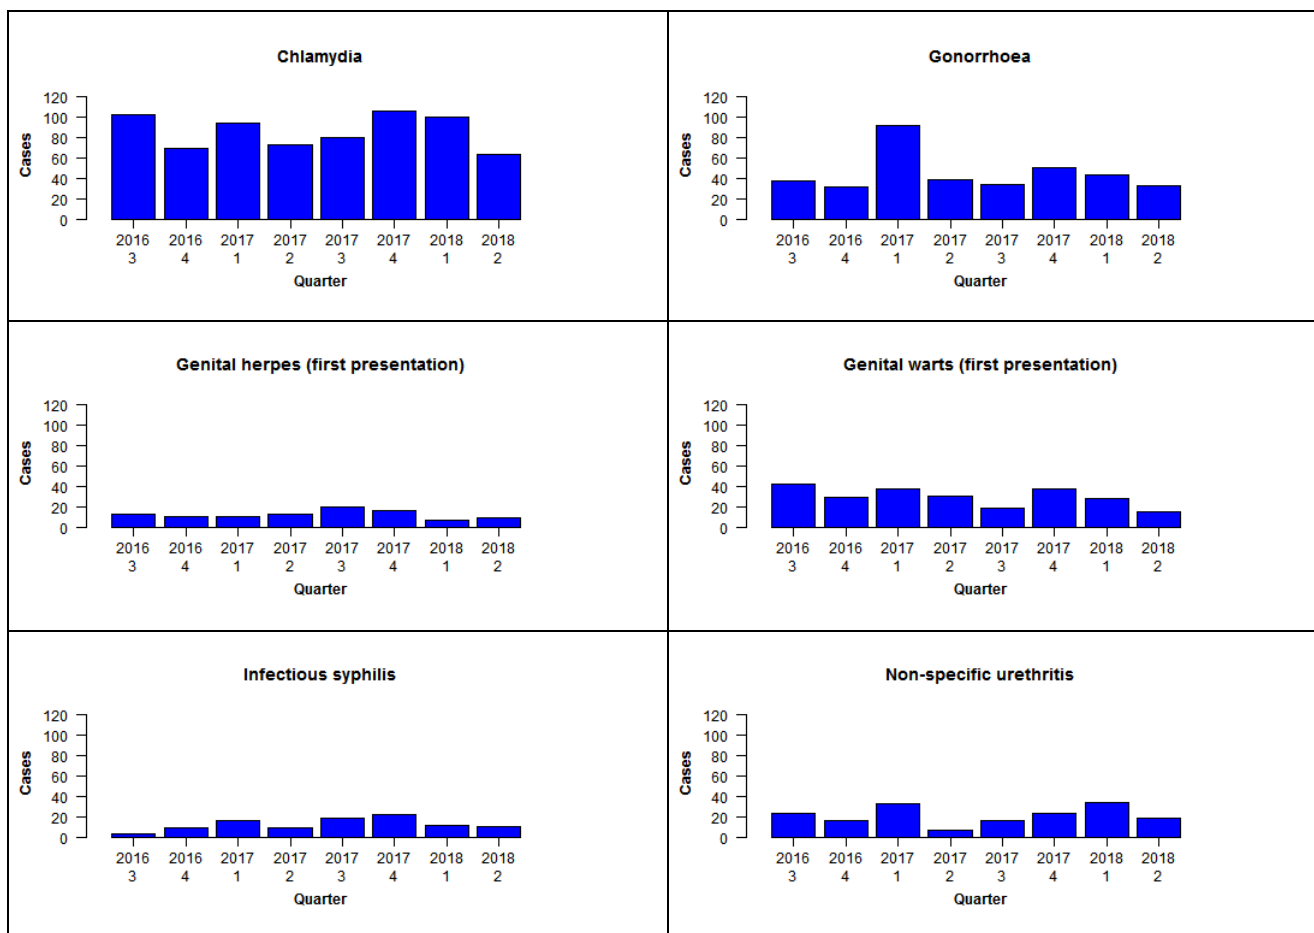 Chlamydia
120
100
80
60
40
20
0
Cases
2016 2016 2017 2017 2017 2017 2018 2018
3 4 1 2 3 4 1 2
Quarter
Gonorrhoea
120
100
80
60
40
20
0
Cases
2016 2016 2017 2017 2017 2017 2018 2018
3 4 1 2 3 4 1 2
Quarter
Genital herpes (first presentation)
120
100
80
60
40
20
0
Cases
2016 2016 2017 2017 2017 2017 2018 2018
3 4 1 2 3 4 1 2
Quarter
Genital warts (first presentation)
120
100
80
60
40
20
0
Cases
2016 2016 2017 2017 2017 2017 2018 2018
3 4 1 2 3 4 1 2
Quarter
Infectious syphilis
120
100
80
60
40
20
0
Cases
2016 2016 2017 2017 2017 2017 2018 2018
3 4 1 2 3 4 1 2
Quarter
Non-specific urethritis
120
100
80
60
40
20
0
Cases
2016 2016 2017 2017 2017 2017 2018 2018
3 4 1 2 3 4 1 2
Quarter